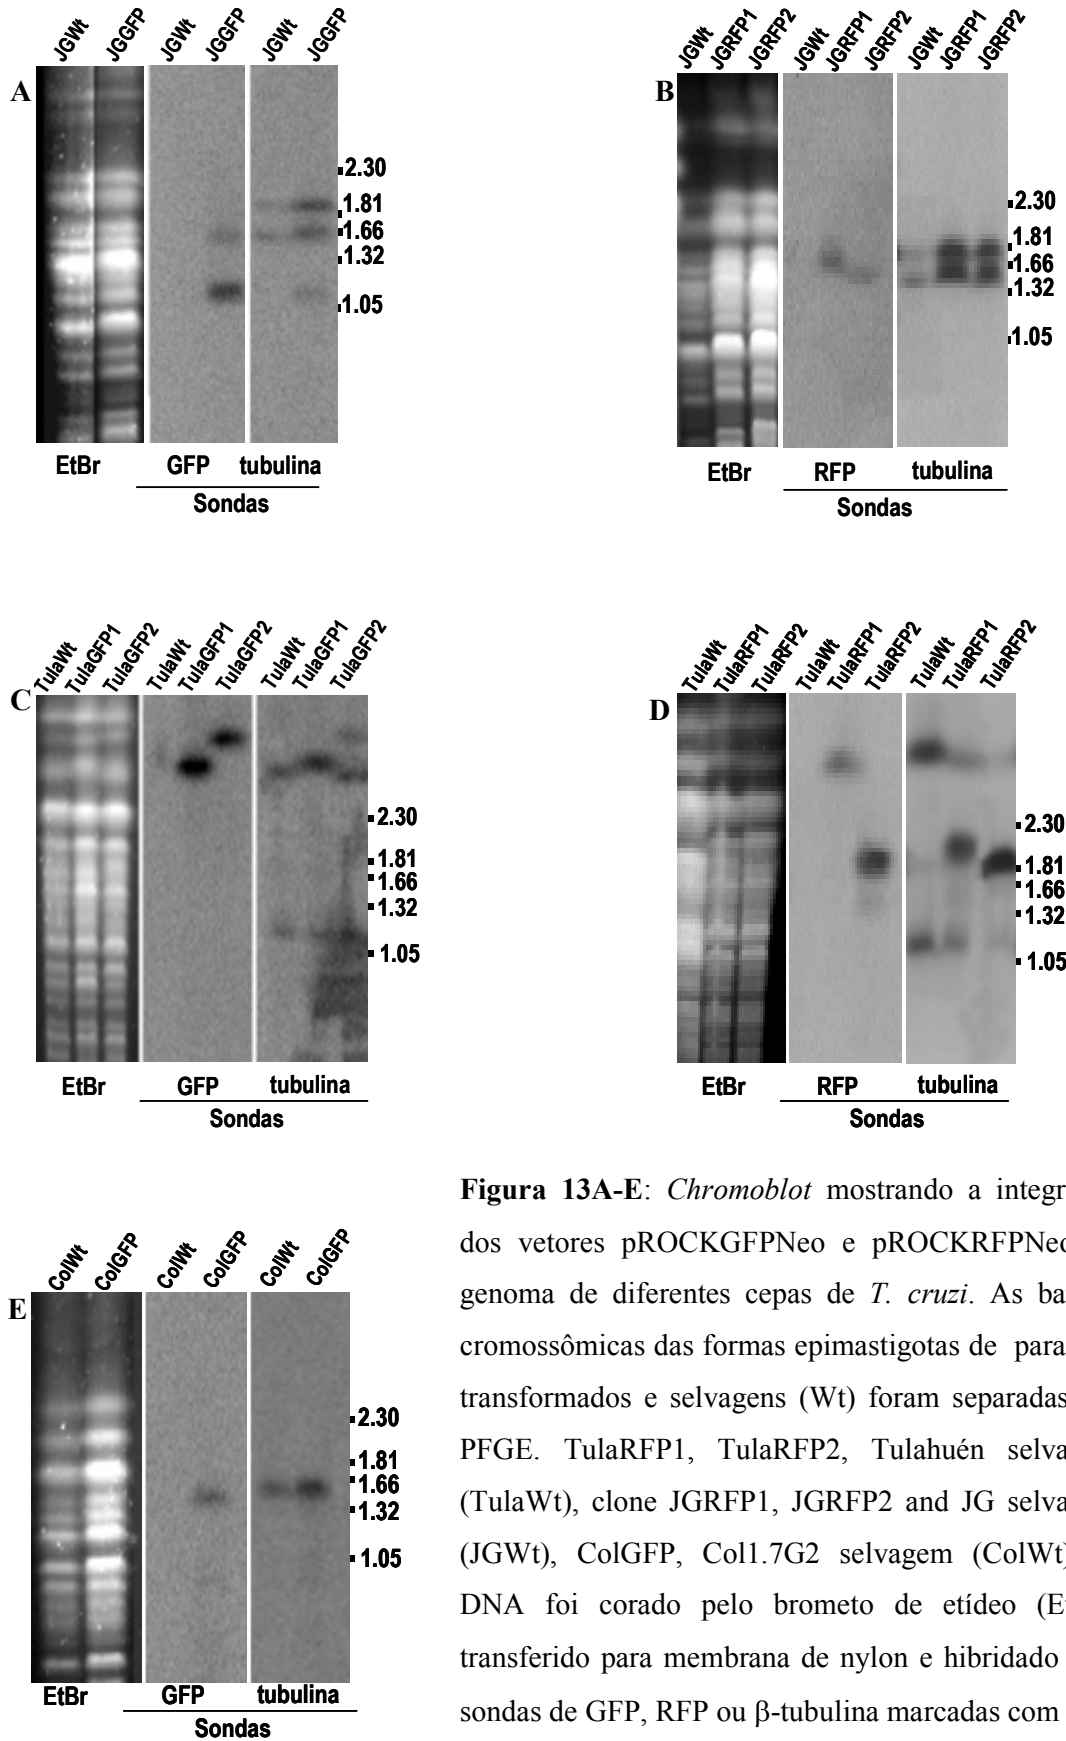 JGWt JGGFP JGWt JGGFP JGWt JGGFP
A
2.30
1.81
1.66
1.32
1.05
EtBr GFP tubulina
Sondas
JGWt JGRFP1 JGRFP2 JGWt JGRFP1 JGRFP2 JGWt JGRFP1 JGRFP2
B
2.30
1.81
1.66
1.32
1.05
EtBr RFP tubulina
Sondas
TulaWt TulaGFP1 TulaGFP2 TulaWt TulaGFP1 TulaGFP2 TulaWt TulaGFP1 TulaGFP2
C
2.30
1.81
1.66
1.32
1.05
EtBr GFP tubulina
Sondas
TulaWt TulaRFP1 TulaRFP2 TulaWt TulaRFP1 TulaRFP2 TulaWt TulaRFP1 TulaRFP2
D
2.30
1.81
1.66
1.32
1.05
EtBr RFP tubulina
Sondas
ColWt ColGFP ColWt ColGFP ColWt ColGFP
E
2.30
1.81
1.66
1.32
1.05
EtBr GFP tubulina
Sondas
Figura 13A-E: Chromoblot mostrando a integr
dos vetores pROCKGFPNeo e pROCKRFPNeo
genoma de diferentes cepas de T. cruzi. As ba
cromossômicas das formas epimastigotas de para
transformados e selvagens (Wt) foram separadas
PFGE. TulaRFP1, TulaRFP2, Tulahuén selva
(TulaWt), clone JGRFP1, JGRFP2 and JG selva
(JGWt), ColGFP, Col1.7G2 selvagem (ColWt)
DNA foi corado pelo brometo de etídeo (Et
transferido para membrana de nylon e hibridado
sondas de GFP, RFP ou β-tubulina marcadas com